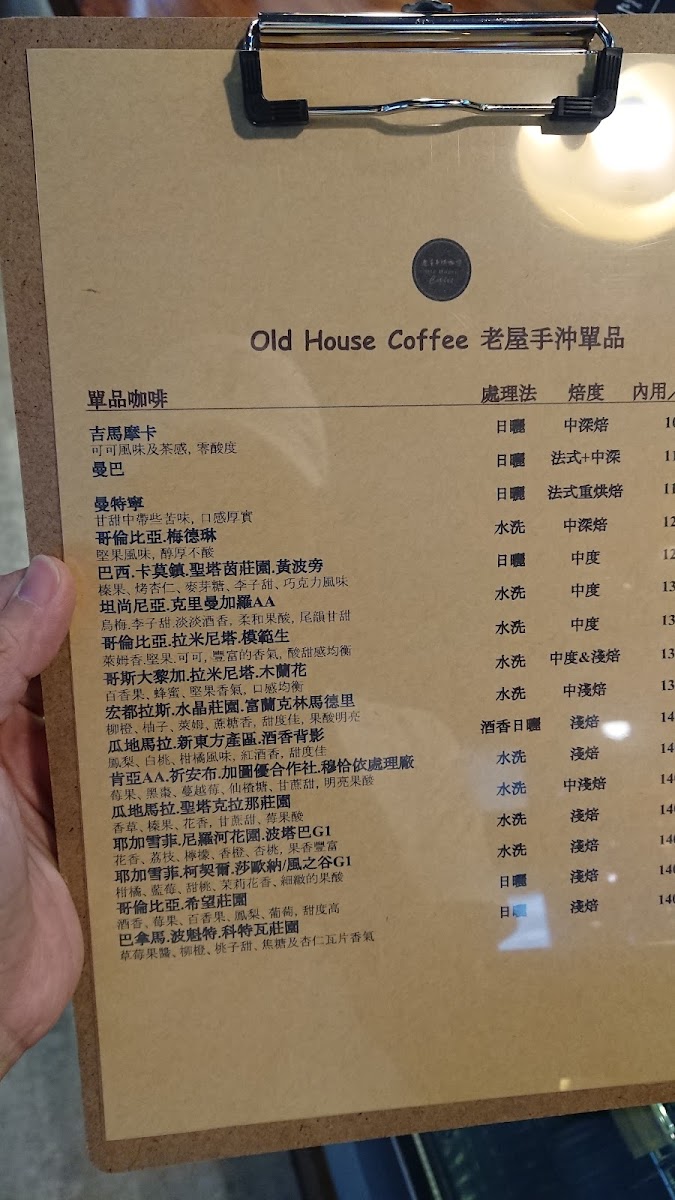 老屋手沖咖啡
Old House
Coffee
Old House Coffee 老屋手沖單品
單品咖啡 處理法 焙度 內用/
吉馬摩卡 日曬 中深焙
可可風味及茶感, 零酸度
曼巴 日曬 法式+中深
曼特寧 日曬 法式重烘焙
甘甜中帶些苦味, 口感厚實
哥倫比亞.梅德琳 水洗 中深焙
堅果風味, 醇厚不酸
巴西.卡莫鎮.聖塔茵莊園.黃波旁 日曬 中度
榛果、烤杏仁、麥芽糖、李子甜、巧克力風味
坦尚尼亞.克里曼加羅AA 水洗 中度
烏梅.李子甜.淡淡酒香, 柔和果酸, 尾韻甘甜
哥倫比亞.拉米尼塔.模範生 水洗 中度
萊姆香.堅果.可可, 豐富的香氣, 酸甜感均衡
哥斯大黎加.拉米尼塔.木蘭花 水洗 中度&淺焙
百香果、蜂蜜、堅果香氣, 口感均衡
宏都拉斯.水晶莊園.富蘭克林馬德里 水洗 中淺焙
柳橙、柚子、萊姆、蔗糖香, 甜度佳, 果酸明亮
瓜地馬拉.新東方產區.酒香背影 酒香日曬 淺焙
鳳梨、白桃、柑橘風味, 紅酒香, 甜度佳
肯亞AA.祈安布.加圖優合作社.穆恰依處理廠 水洗 淺焙
莓果、黑棗、蔓越莓、仙楂糖、甘蔗甜, 明亮果酸
瓜地馬拉.聖塔克拉那莊園 水洗 中淺焙
香草、榛果、花香, 甘蔗甜、莓果酸
耶加雪菲.尼羅河花園.波塔巴G1 水洗 淺焙
花香、荔枝、檸檬、香橙、杏桃, 果香豐富
耶加雪菲.柯契爾.莎歐納/風之谷G1 水洗 淺焙
柑橘、藍莓、甜桃、茉莉花香、細緻的果酸
哥倫比亞.希望莊園 日曬 淺焙
酒香、莓果、百香果、鳳梨、葡萄, 甜度高
巴拿馬.波魁特.科特瓦莊園 日曬 淺焙
草莓果醬、柳橙、桃子甜、焦糖及杏仁瓦片香氣